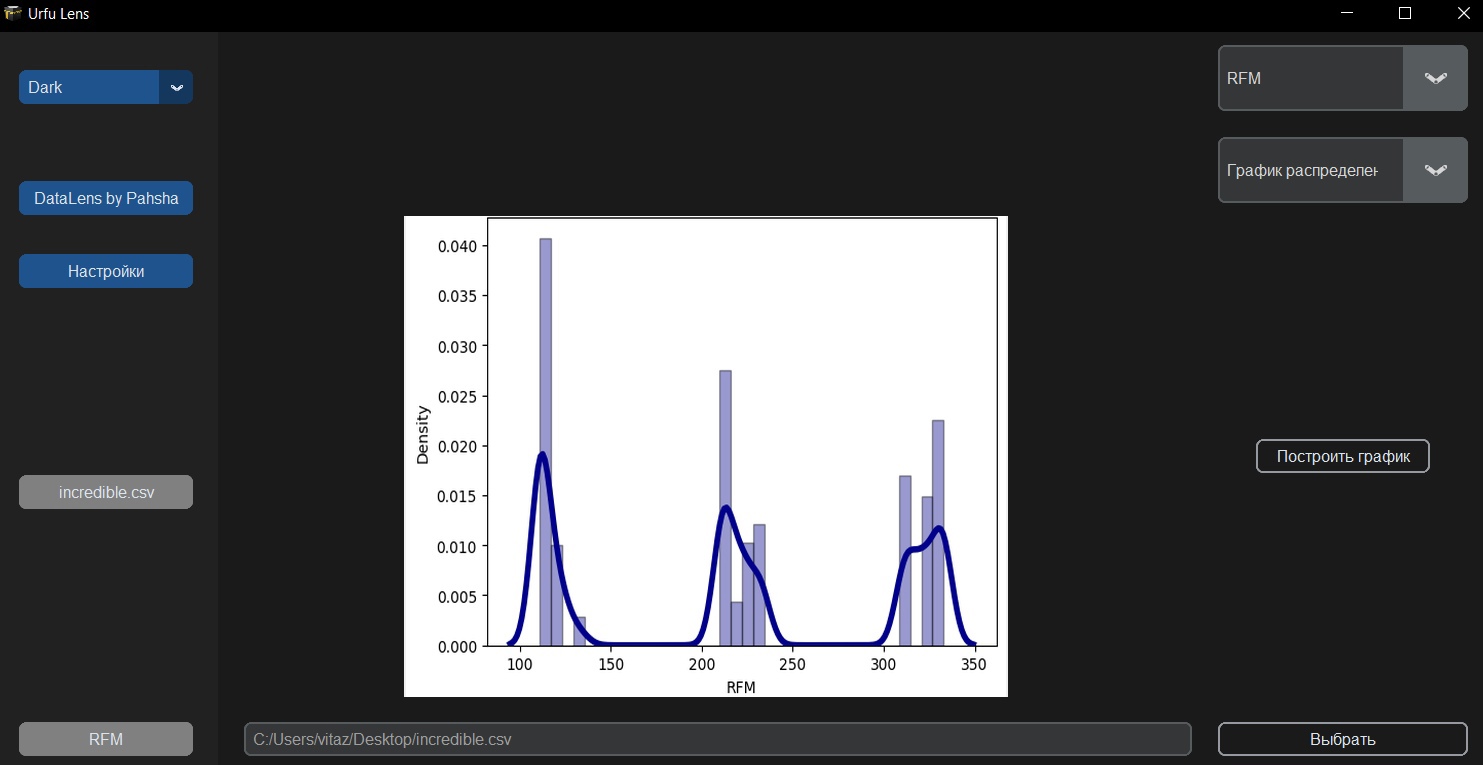 Urfu Lens
Dark
DataLens by Pahsha
Настройки
incredible.csv
RFM
0.040
0.035
0.030
0.025
0.020
0.015
0.010
0.005
0.000
Density
100 150 200 250 300 350
RFM
C:/Users/vitaz/Desktop/incredible.csv
RFM
График распределен
Построить график
Выбрать